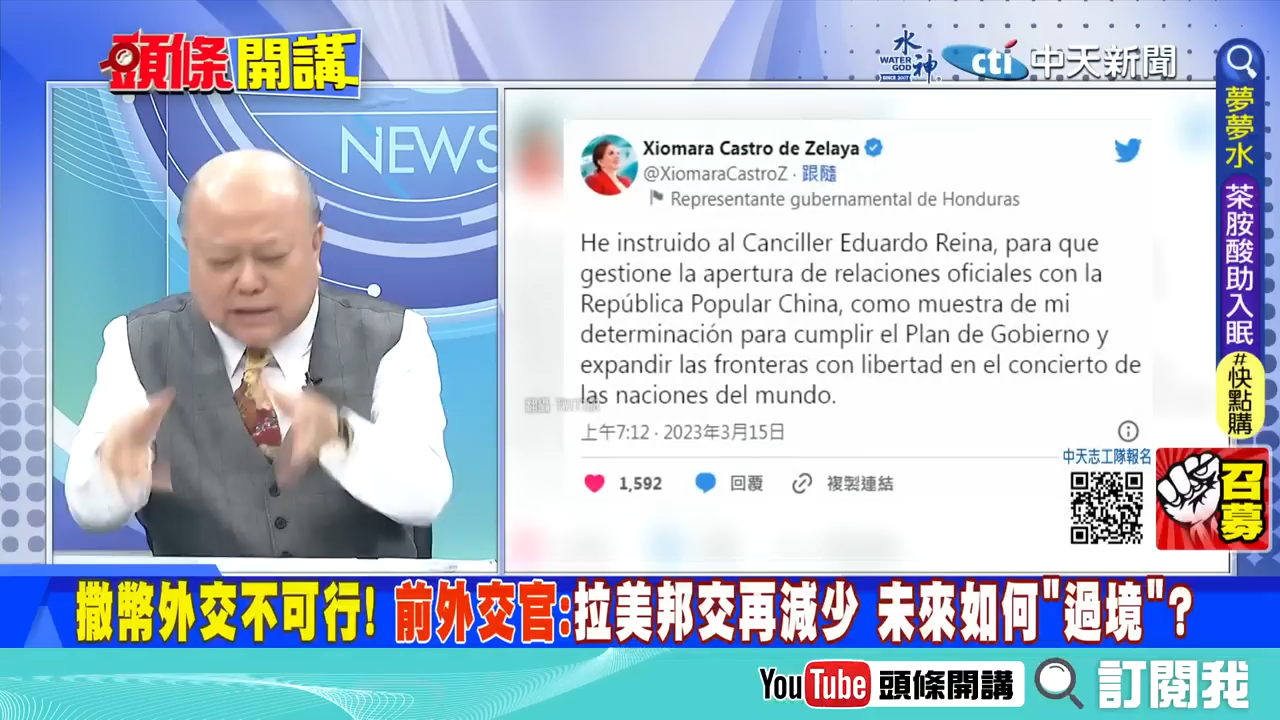 頭條開講
水神
WATER GOD
SINCE 2007
cti 中天新聞
NEWS
夢夢水
茶胺酸助入眠
#快點購
Xiomara Castro de Zelaya
@XiomaraCastroZ · 跟隨
Representante gubernamental de Honduras
He instruido al Canciller Eduardo Reina, para que
gestione la apertura de relaciones oficiales con la
República Popular China, como muestra de mi
determinación para cumplir el Plan de Gobierno y
expandir las fronteras con libertad en el concierto de
las naciones del mundo.
翻攝 TWITTER
上午7:12 · 2023年3月15日
1,592 回覆 複製連結
中天志工隊報名
召募
撒幣外交不可行! 前外交官:拉美邦交再減少 未來如何"過境"?
YouTube 頭條開講 訂閱我